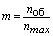 m = n_об / n_max